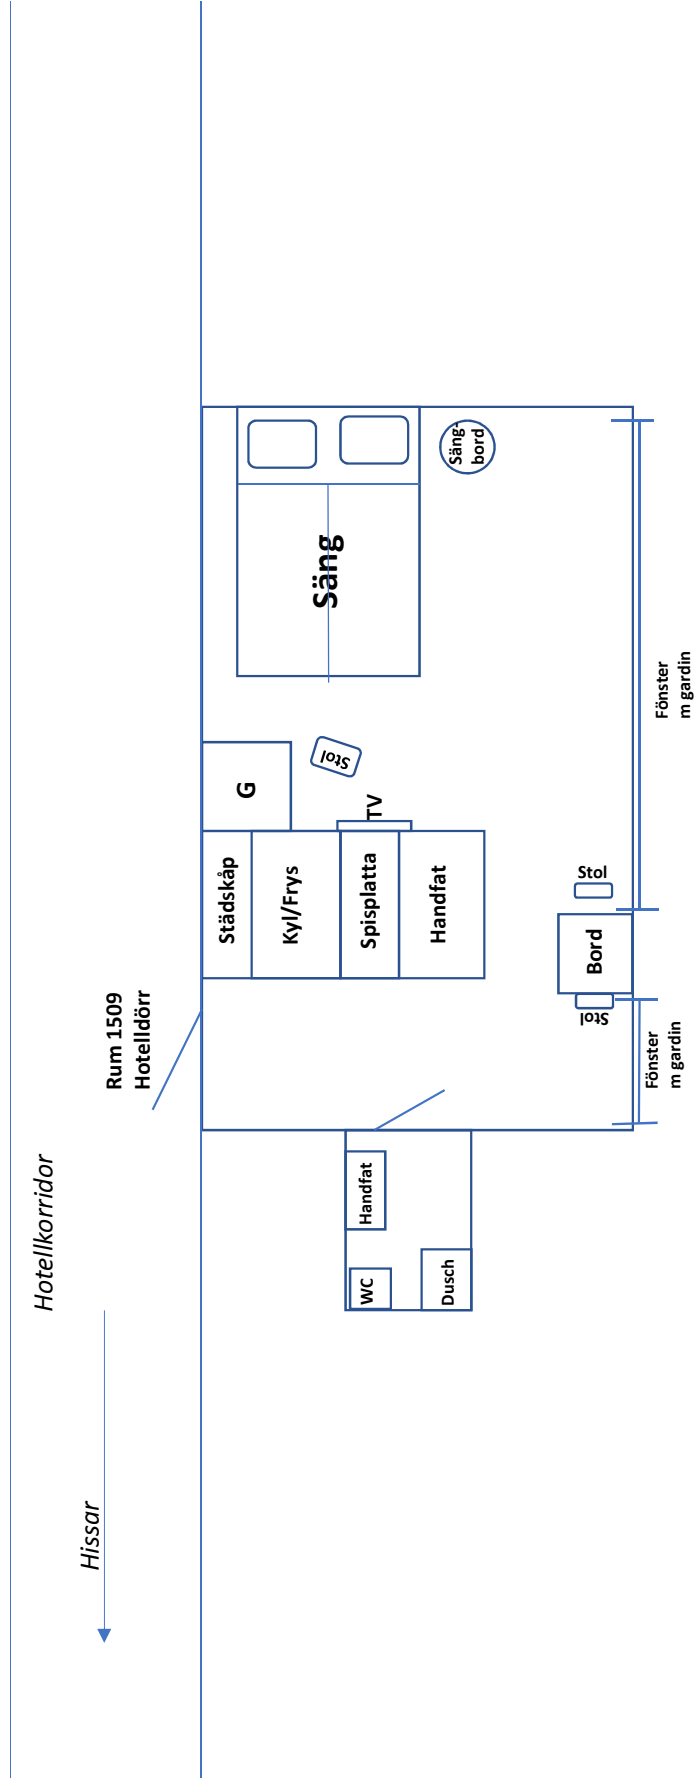 Hotellkorridor
Hissar
Rum 1509
Hotelldörr
Städskåp
Kyl/Frys
Spisplatta
Handfat
G
TV
Stol
Säng
Säng-
bord
Handfat
WC
Dusch
Bord
Stol
Stol
Fönster
m gardin
Fönster
m gardin